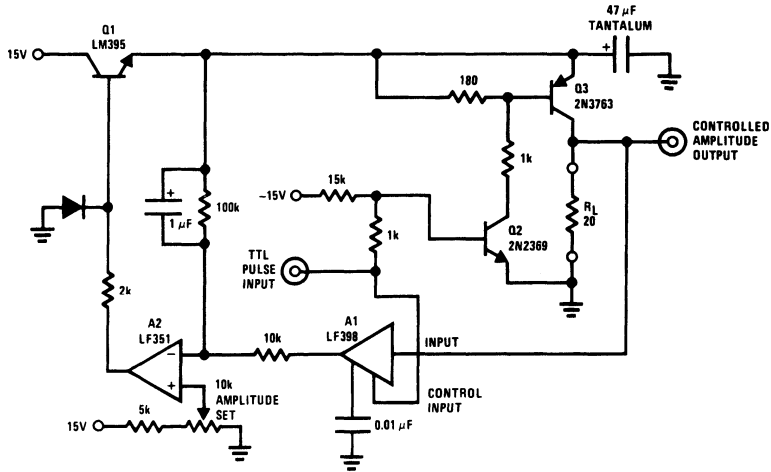 Q1
LM395
15V
47 µF
TANTALUM
+
180
Q3
2N3763
CONTROLLED
AMPLITUDE
OUTPUT
1k
+
1 µF
100k
-15V
15k
1k
Q2
2N2369
RL
20
TTL
PULSE
INPUT
2k
A2
LF351
A1
LF398
10k
INPUT
−
+
10k
AMPLITUDE
SET
CONTROL
INPUT
15V
5k
0.01 µF